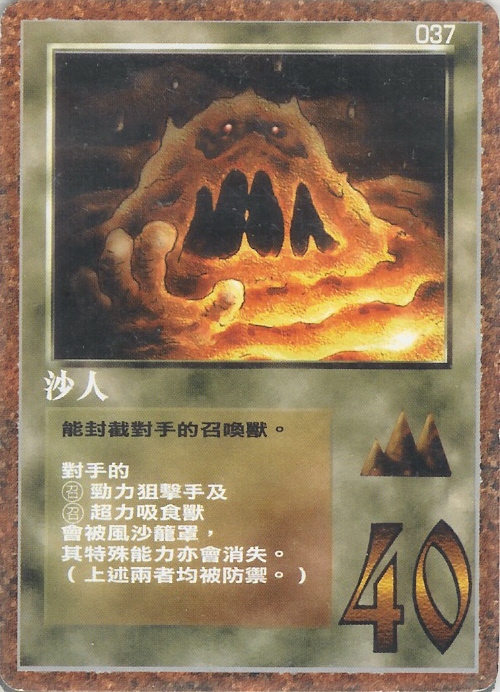 037
沙人
能封截對手的召喚獸。
對手的
召 勁力狙擊手及
召 超力吸食獸
會被風沙籠罩,
其特殊能力亦會消失。
(上述兩者均被防禦。)
40